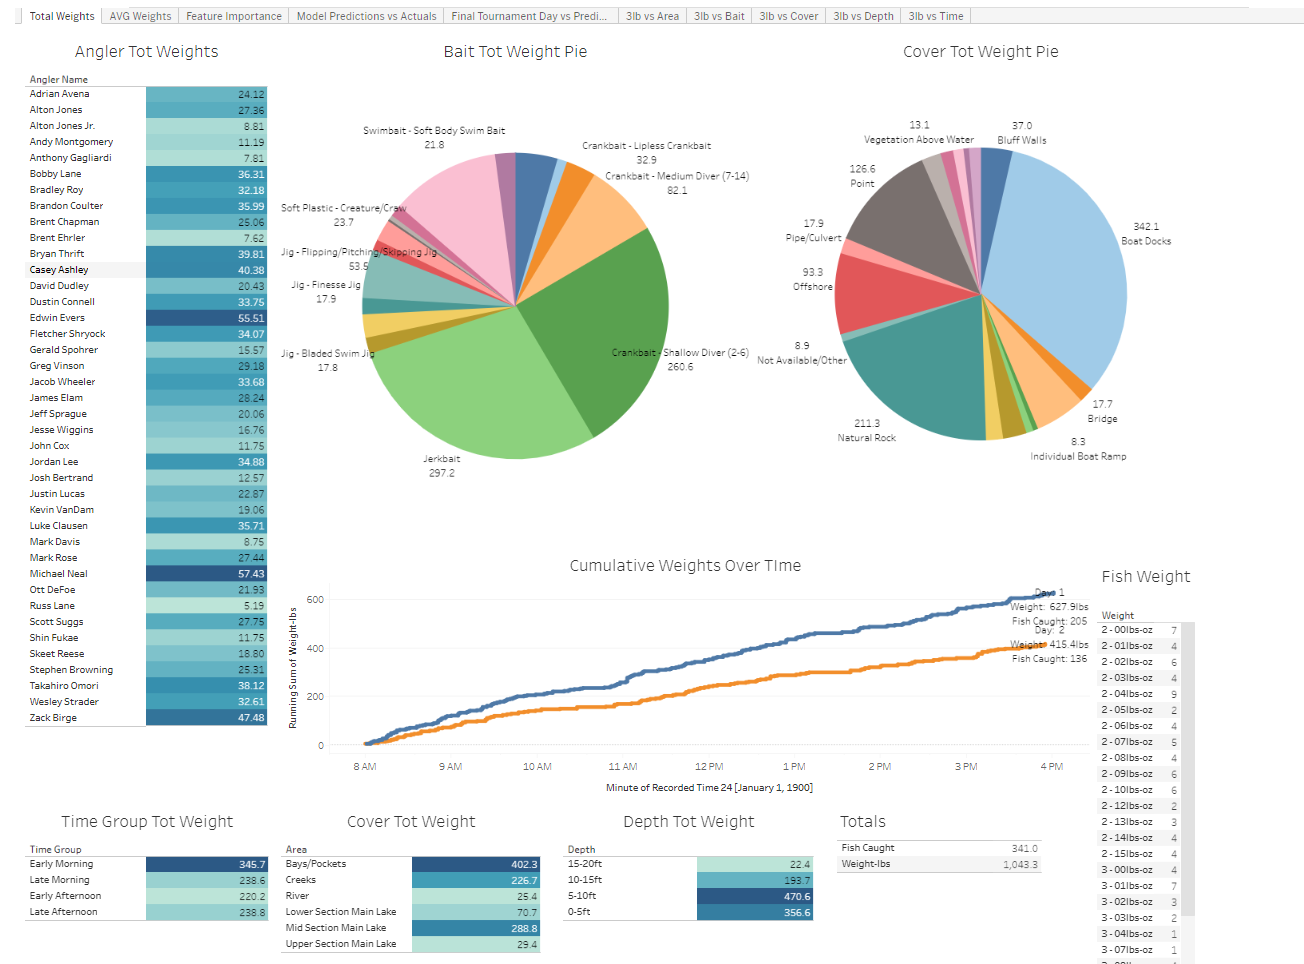 Total Weights
AVG Weights
Feature Importance
Model Predictions vs Actuals
Final Tournament Day vs Predi...
3lb vs Area
3lb vs Bait
3lb vs Cover
3lb vs Depth
3lb vs Time
Angler Tot Weights
Angler Name
Adrian Avena 24.12
Alton Jones 27.36
Alton Jones Jr. 8.81
Andy Montgomery 11.19
Anthony Gagliardi 7.81
Bobby Lane 36.31
Bradley Roy 32.18
Brandon Coulter 35.99
Brent Chapman 25.06
Brent Ehrler 7.62
Bryan Thrift 39.81
Casey Ashley 40.38
David Dudley 20.43
Dustin Connell 33.75
Edwin Evers 55.51
Fletcher Shryock 34.07
Gerald Spohrer 15.57
Greg Vinson 29.18
Jacob Wheeler 33.68
James Elam 28.24
Jeff Sprague 20.06
Jesse Wiggins 16.76
John Cox 11.75
Jordan Lee 34.88
Josh Bertrand 12.57
Justin Lucas 22.87
Kevin VanDam 19.06
Luke Clausen 35.71
Mark Davis 8.75
Mark Rose 27.44
Michael Neal 57.43
Ott DeFoe 21.93
Russ Lane 5.19
Scott Suggs 27.75
Shin Fukae 11.75
Skeet Reese 18.80
Stephen Browning 25.31
Takahiro Omori 38.12
Wesley Strader 32.61
Zack Birge 47.48
Bait Tot Weight Pie
Swimbait - Soft Body Swim Bait
21.8
Crankbait - Lipless Crankbait
32.9
Crankbait - Medium Diver (7-14)
82.1
Soft Plastic - Creature/Craw
23.7
Jig - Flipping/Pitching/Skipping Jig
53.5
Jig - Finesse Jig
17.9
Jig - Bladed Swim Jig
17.8
Crankbait - Shallow Diver (2-6)
260.6
Jerkbait
297.2
Cover Tot Weight Pie
13.1
Vegetation Above Water
37.0
Bluff Walls
126.6
Point
17.9
Pipe/Culvert
342.1
Boat Docks
93.3
Offshore
8.9
Not Available/Other
211.3
Natural Rock
17.7
Bridge
8.3
Individual Boat Ramp
Cumulative Weights Over TIme
Running Sum of Weight-lbs
600
400
200
0
Day: 1
Weight: 627.9lbs
Fish Caught: 205
Day: 2
Weight: 415.4lbs
Fish Caught: 136
8 AM
9 AM
10 AM
11 AM
12 PM
1 PM
2 PM
3 PM
4 PM
Minute of Recorded Time 24 [January 1, 1900]
Fish Weight
Weight
2 - 00lbs-oz 7
2 - 01lbs-oz 4
2 - 02lbs-oz 6
2 - 03lbs-oz 4
2 - 04lbs-oz 9
2 - 05lbs-oz 2
2 - 06lbs-oz 4
2 - 07lbs-oz 5
2 - 08lbs-oz 4
2 - 09lbs-oz 6
2 - 10lbs-oz 6
2 - 12lbs-oz 2
2 - 13lbs-oz 3
2 - 14lbs-oz 4
2 - 15lbs-oz 4
3 - 00lbs-oz 4
3 - 01lbs-oz 7
3 - 02lbs-oz 3
3 - 03lbs-oz 2
3 - 04lbs-oz 1
3 - 07lbs-oz 1
Time Group Tot Weight
Time Group
Early Morning 345.7
Late Morning 238.6
Early Afternoon 220.2
Late Afternoon 238.8
Cover Tot Weight
Area
Bays/Pockets 402.3
Creeks 226.7
River 25.4
Lower Section Main Lake 70.7
Mid Section Main Lake 288.8
Upper Section Main Lake 29.4
Depth Tot Weight
Depth
15-20ft 22.4
10-15ft 193.7
5-10ft 470.6
0-5ft 356.6
Totals
Fish Caught 341.0
Weight-lbs 1,043.3